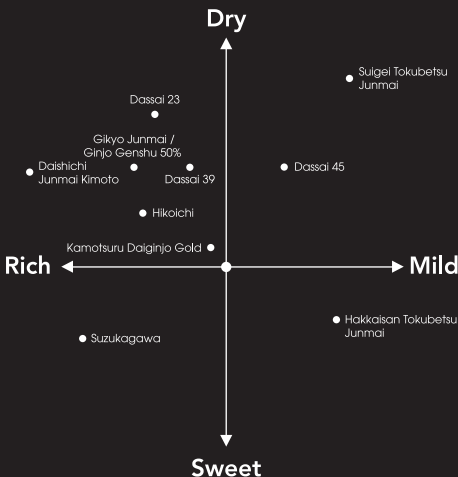 Dry
Suigei Tokubetsu
Junmai
Dassai 23
Gikyo Junmai /
Ginjo Genshu 50%
Daishichi
Junmai Kimoto
Dassai 39
Dassai 45
Hikoichi
Kamotsuru Daiginjo Gold
Rich
Mild
Hakkaisan Tokubetsu
Junmai
Suzukagawa
Sweet